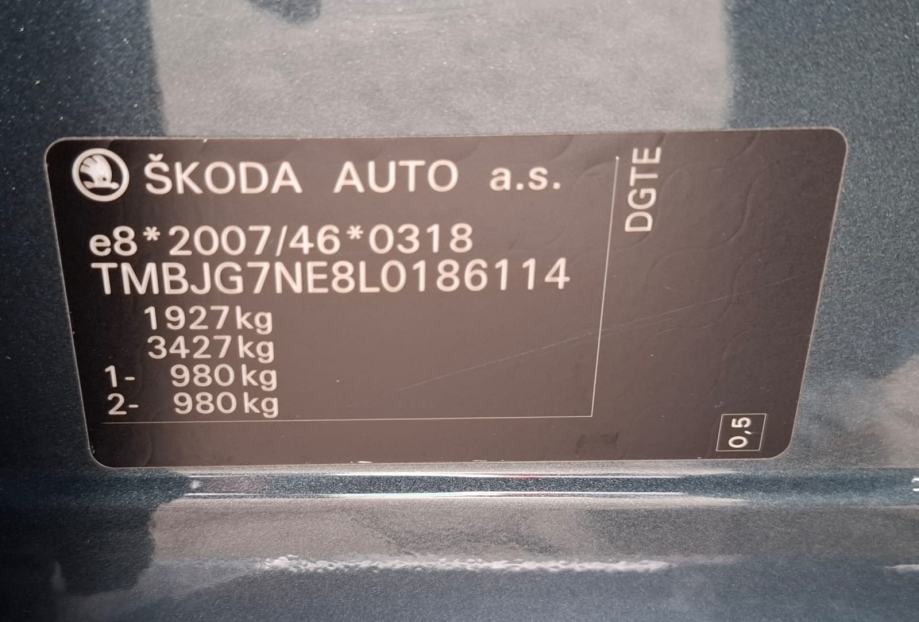 ŠKODA AUTO a.s.
e8*2007/46*0318
TMBJG7NE8L0186114
1927kg
3427kg
1- 980kg
2- 980kg
DGTE
0,5